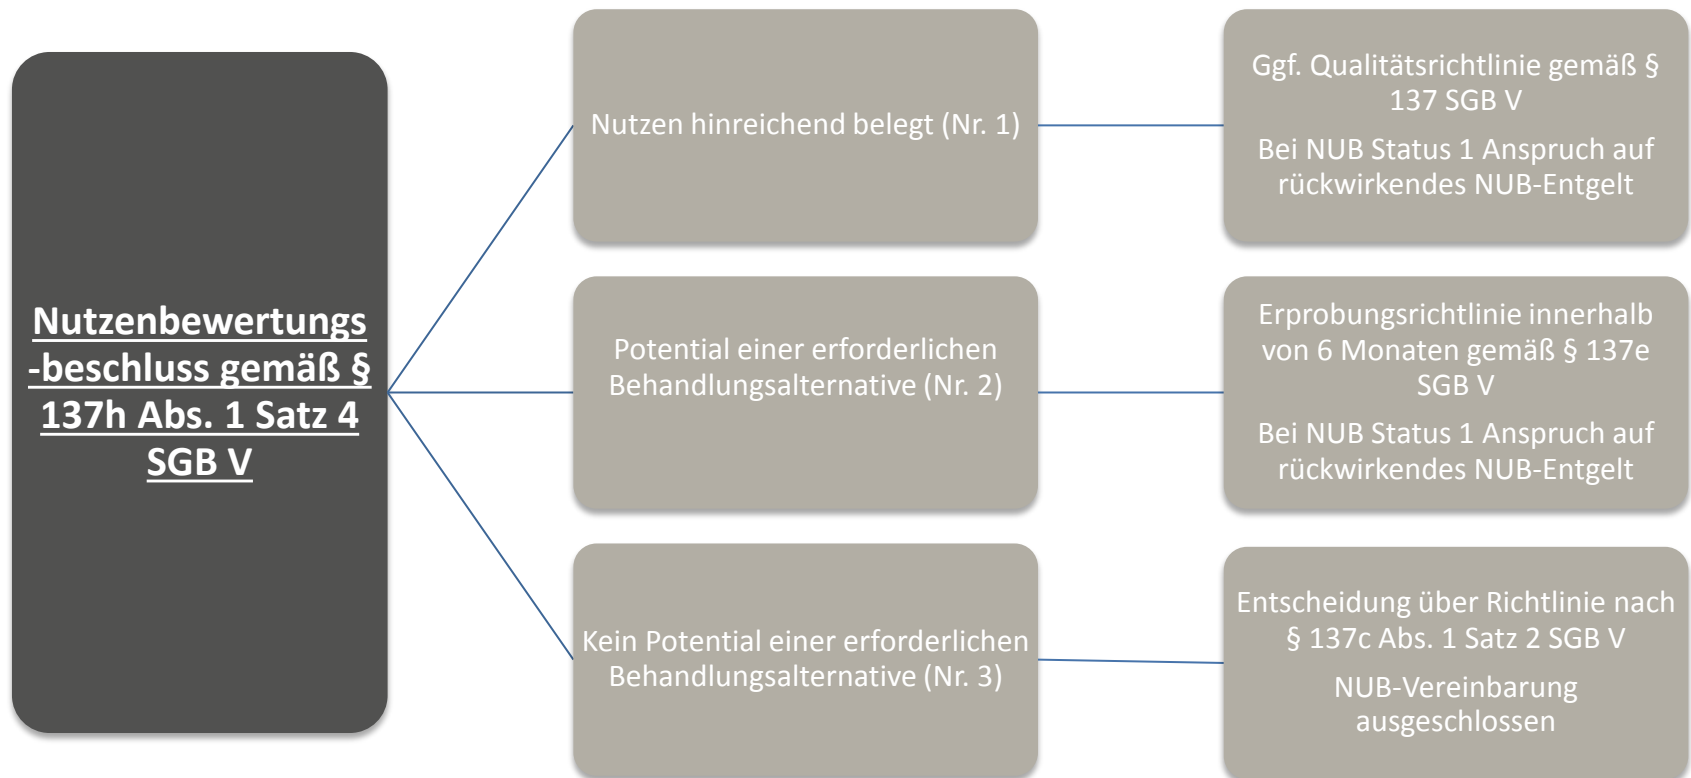 Nutzenbewertungs
-beschluss gemäß §
137h Abs. 1 Satz 4
SGB V
Nutzen hinreichend belegt (Nr. 1)
Ggf. Qualitätsrichtlinie gemäß §
137 SGB V
Bei NUB Status 1 Anspruch auf
rückwirkendes NUB-Entgelt
Potential einer erforderlichen
Behandlungsalternative (Nr. 2)
Erprobungsrichtlinie innerhalb
von 6 Monaten gemäß § 137e
SGB V
Bei NUB Status 1 Anspruch auf
rückwirkendes NUB-Entgelt
Kein Potential einer erforderlichen
Behandlungsalternative (Nr. 3)
Entscheidung über Richtlinie nach
§ 137c Abs. 1 Satz 2 SGB V
NUB-Vereinbarung
ausgeschlossen